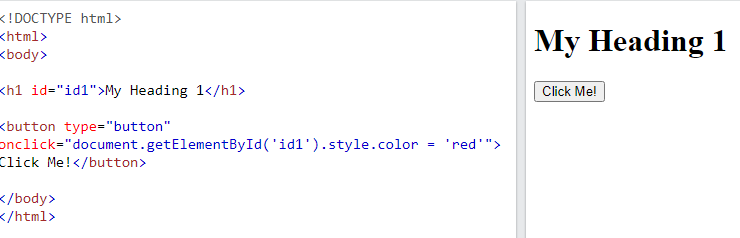 <!DOCTYPE html>
<html>
<body>
<h1 id="id1">My Heading 1</h1>
<button type="button"
onclick="document.getElementById('id1').style.color = 'red'">
Click Me!</button>
</body>
</html>
My Heading 1
Click Me!